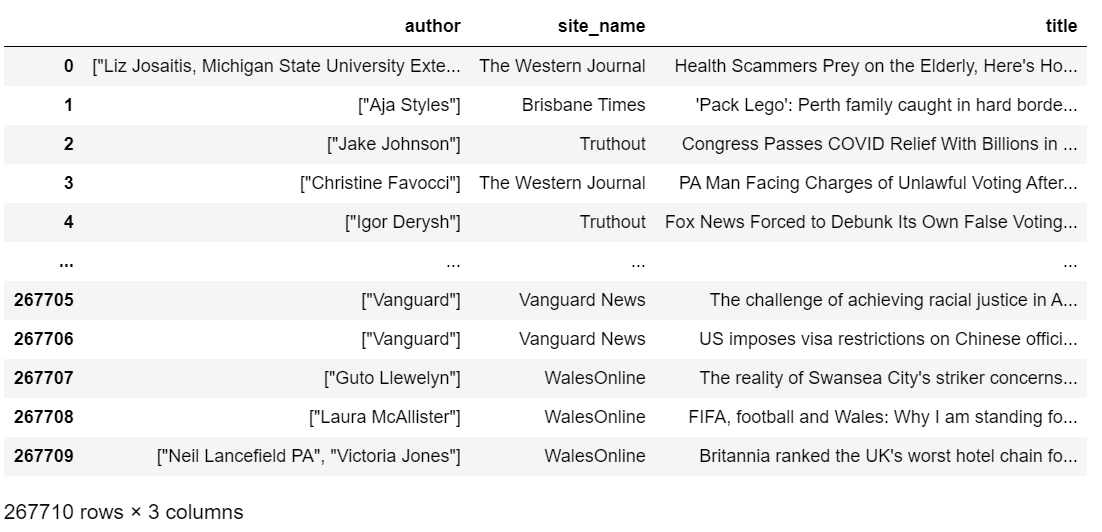 author site_name title
0 ["Liz Josaitis, Michigan State University Exte... The Western Journal Health Scammers Prey on the Elderly, Here's Ho...
1 ["Aja Styles"] Brisbane Times 'Pack Lego': Perth family caught in hard borde...
2 ["Jake Johnson"] Truthout Congress Passes COVID Relief With Billions in ...
3 ["Christine Favocci"] The Western Journal PA Man Facing Charges of Unlawful Voting After...
4 ["Igor Derysh"] Truthout Fox News Forced to Debunk Its Own False Voting...
... ... ... ...
267705 ["Vanguard"] Vanguard News The challenge of achieving racial justice in A...
267706 ["Vanguard"] Vanguard News US imposes visa restrictions on Chinese offici...
267707 ["Guto Llewelyn"] WalesOnline The reality of Swansea City's striker concerns...
267708 ["Laura McAllister"] WalesOnline FIFA, football and Wales: Why I am standing fo...
267709 ["Neil Lancefield PA", "Victoria Jones"] WalesOnline Britannia ranked the UK's worst hotel chain fo...
267710 rows × 3 columns